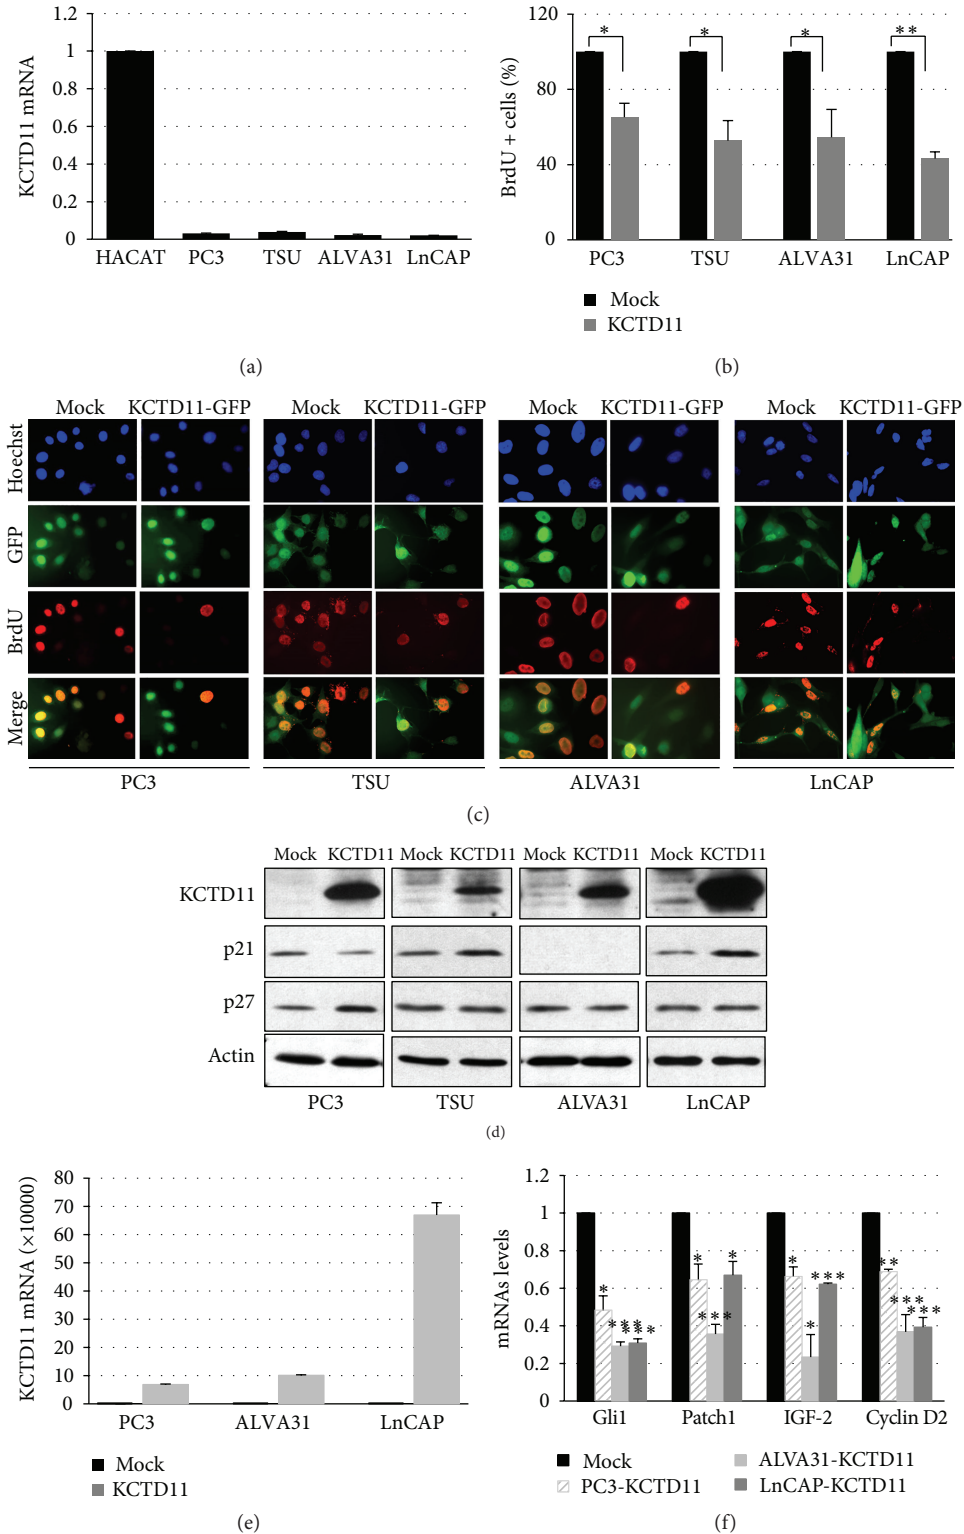 KCTD11 mRNA
1.2
1
0.8
0.6
0.4
0.2
0
HACAT PC3 TSU ALVA31 LnCAP
(a)
BrdU + cells (%)
120
80
40
0
* * * **
PC3 TSU ALVA31 LnCAP
Mock
KCTD11
(b)
Mock KCTD11-GFP Mock KCTD11-GFP Mock KCTD11-GFP Mock KCTD11-GFP
Hoechst
GFP
BrdU
Merge
PC3 TSU ALVA31 LnCAP
(c)
Mock KCTD11 Mock KCTD11 Mock KCTD11 Mock KCTD11
KCTD11
p21
p27
Actin
PC3 TSU ALVA31 LnCAP
(d)
KCTD11 mRNA (×10000)
80
70
60
50
40
30
20
10
0
PC3 ALVA31 LnCAP
Mock
KCTD11
(e)
mRNAs levels
1.2
1
0.8
0.6
0.4
0.2
0
* *** *** * *** * * * *** ** *** ***
Gli1 Patch1 IGF-2 Cyclin D2
Mock ALVA31-KCTD11
PC3-KCTD11 LnCAP-KCTD11
(f)